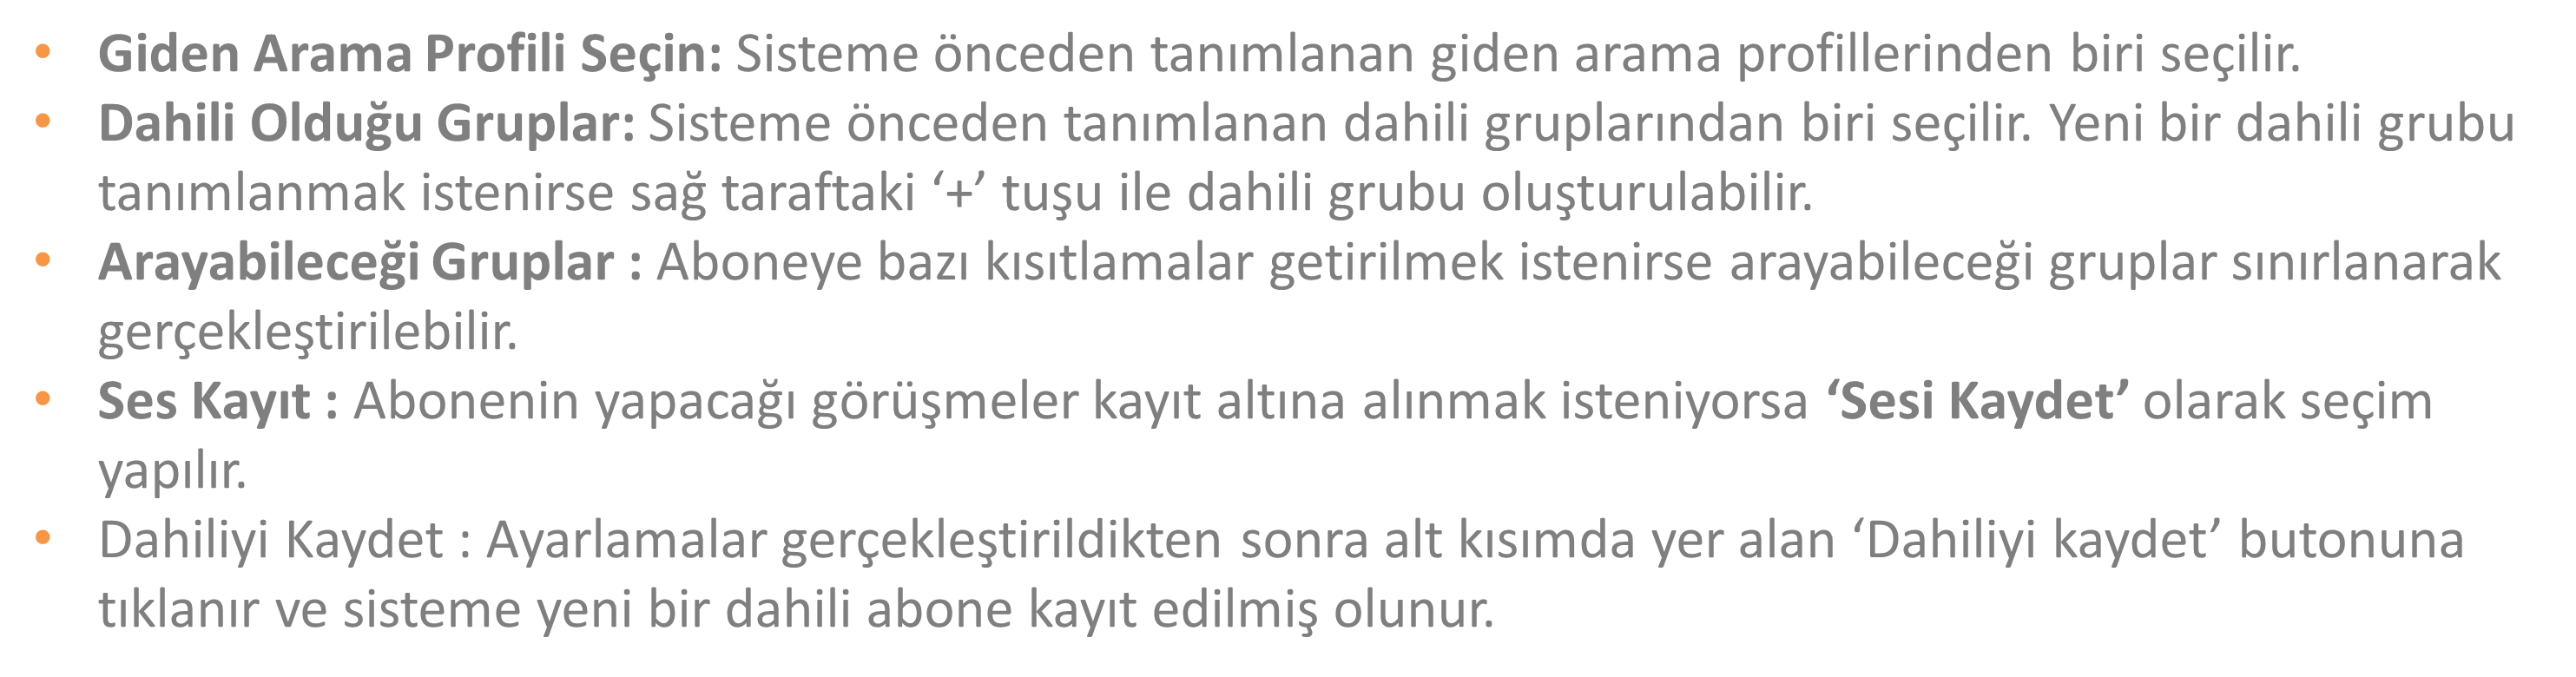 • Giden Arama Profili Seçin: Sisteme önceden tanımlanan giden arama profillerinden biri seçilir.
• Dahili Olduğu Gruplar: Sisteme önceden tanımlanan dahili gruplarından biri seçilir. Yeni bir dahili grubu
tanımlanmak istenirse sağ taraftaki ‘+’ tuşu ile dahili grubu oluşturulabilir.
• Arayabileceği Gruplar : Aboneye bazı kısıtlamalar getirilmek istenirse arayabileceği gruplar sınırlanarak
gerçekleştirilebilir.
• Ses Kayıt : Abonenin yapacağı görüşmeler kayıt altına alınmak isteniyorsa ‘Sesi Kaydet’ olarak seçim
yapılır.
• Dahiliyi Kaydet : Ayarlamalar gerçekleştirildikten sonra alt kısımda yer alan ‘Dahiliyi kaydet’ butonuna
tıklanır ve sisteme yeni bir dahili abone kayıt edilmiş olunur.